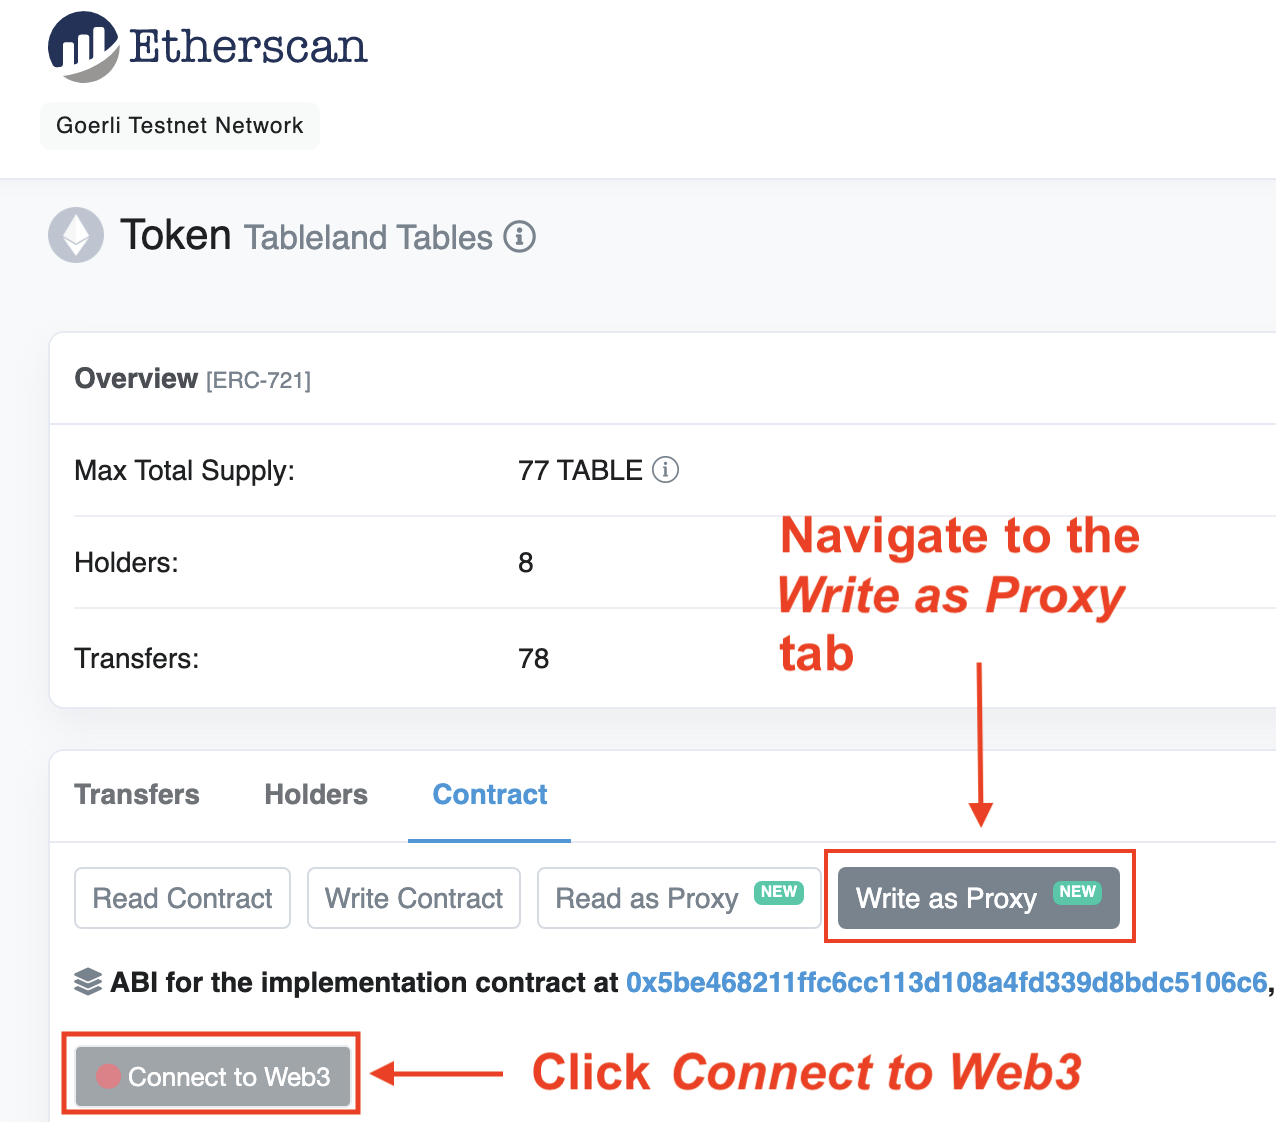 Etherscan
Goerli Testnet Network
Token Tableland Tables
Overview [ERC-721]
Max Total Supply: 77 TABLE
Holders: 8
Transfers: 78
Navigate to the
Write as Proxy
tab
Transfers Holders Contract
Read Contract Write Contract Read as Proxy NEW Write as Proxy NEW
ABI for the implementation contract at 0x5be468211ffc6cc113d108a4fd339d8bdc5106c6,
Connect to Web3 Click Connect to Web3